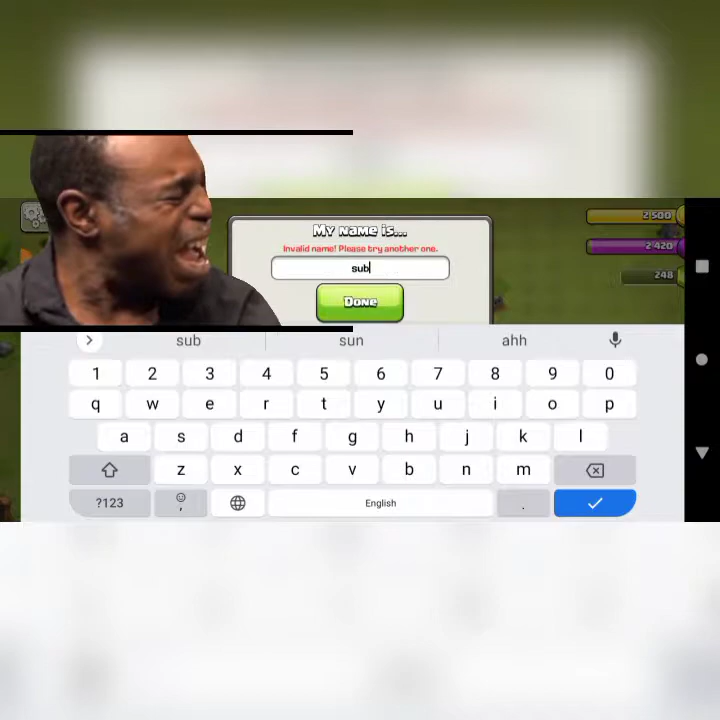 My name is...
2 500
Invalid name! Please try another one.
2 420
sub
248
Done
sub sun ahh
1 2 3 4 5 6 7 8 9 0
q w e r t y u i o p
a s d f g h j k l
z x c v b n m
?123 , English .